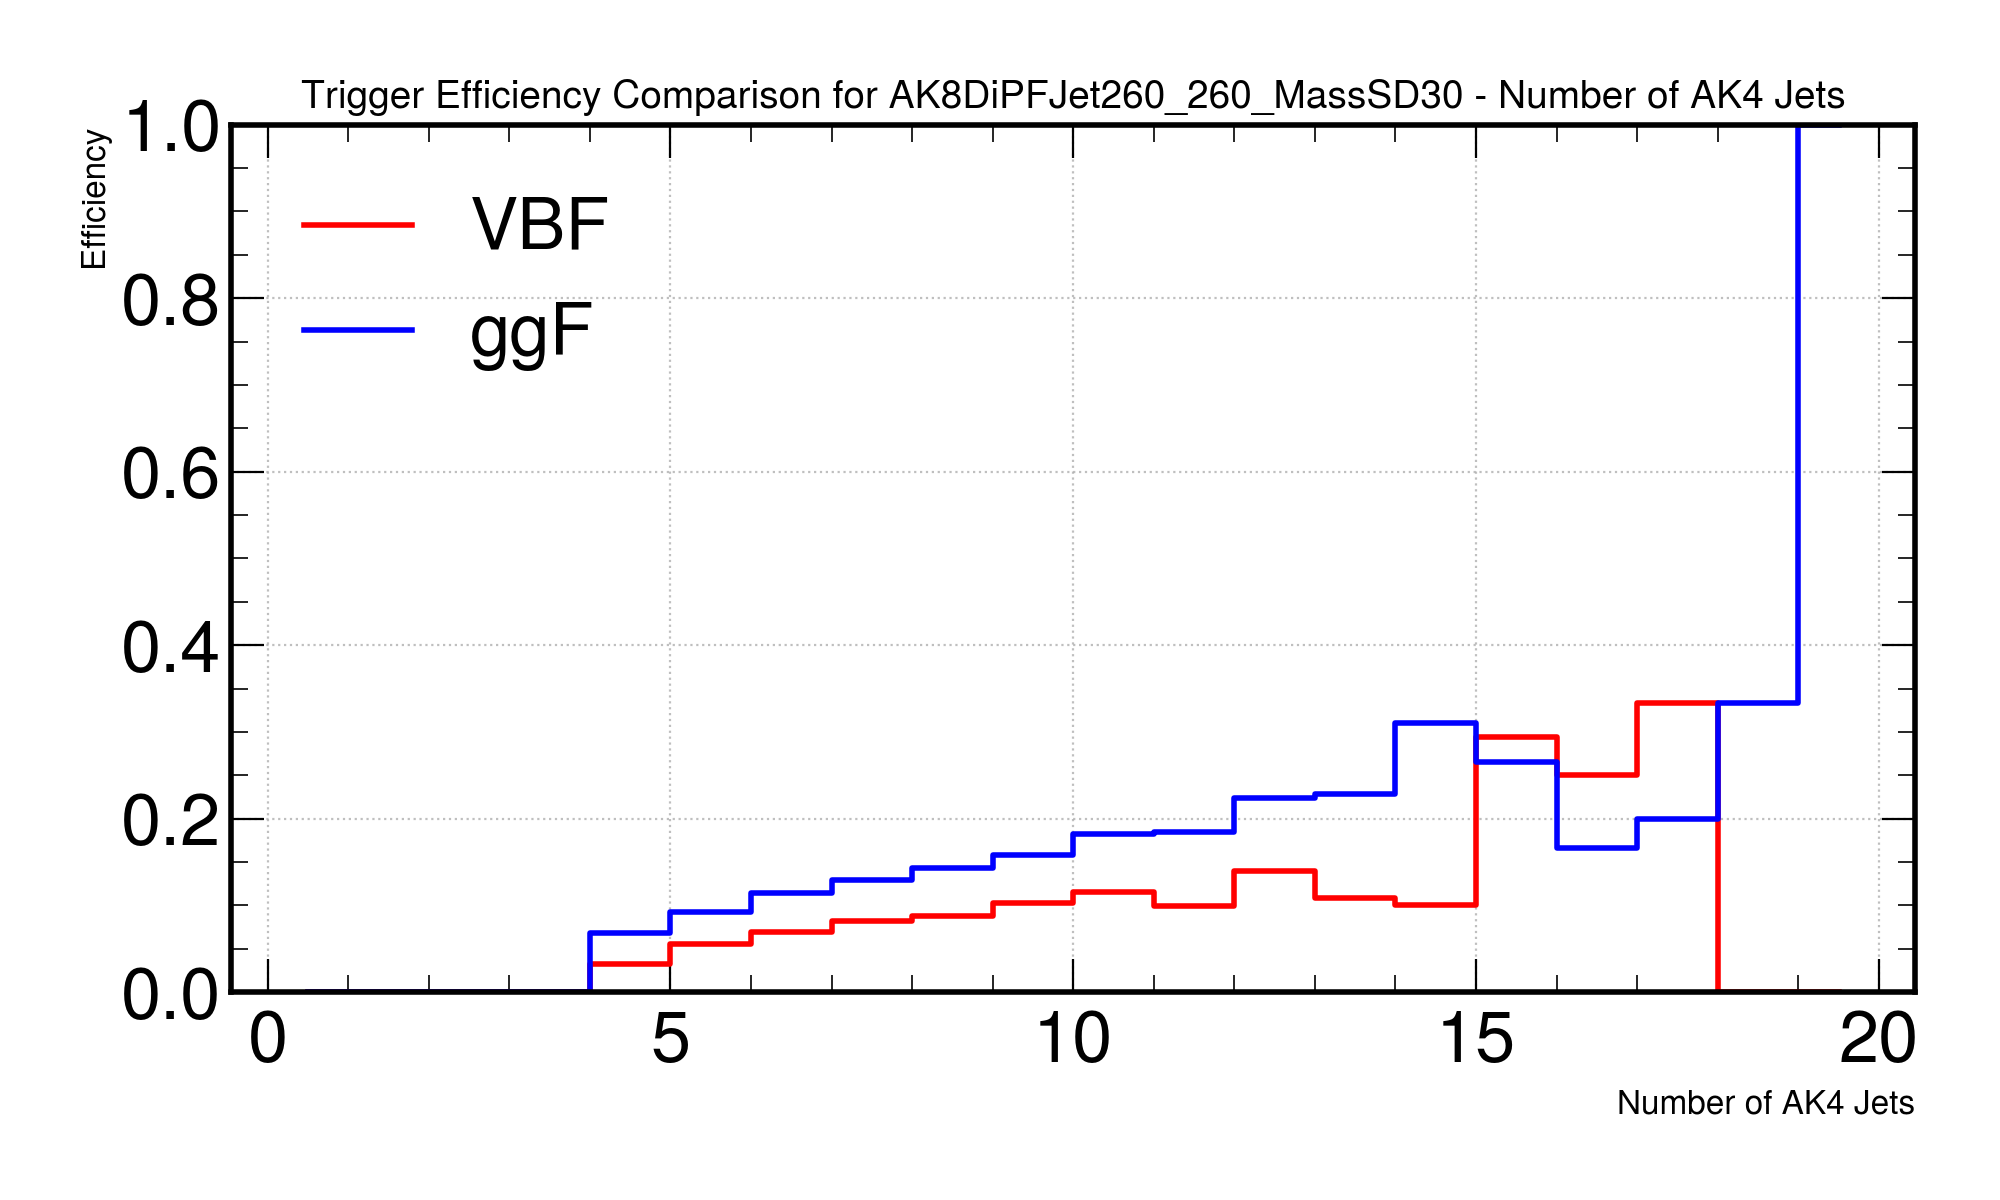 Trigger Efficiency Comparison for AK8DiPFJet260_260_MassSD30 - Number of AK4 Jets
Efficiency
1.0
0.8
0.6
0.4
0.2
0.0
VBF
ggF
0 5 10 15 20
Number of AK4 Jets